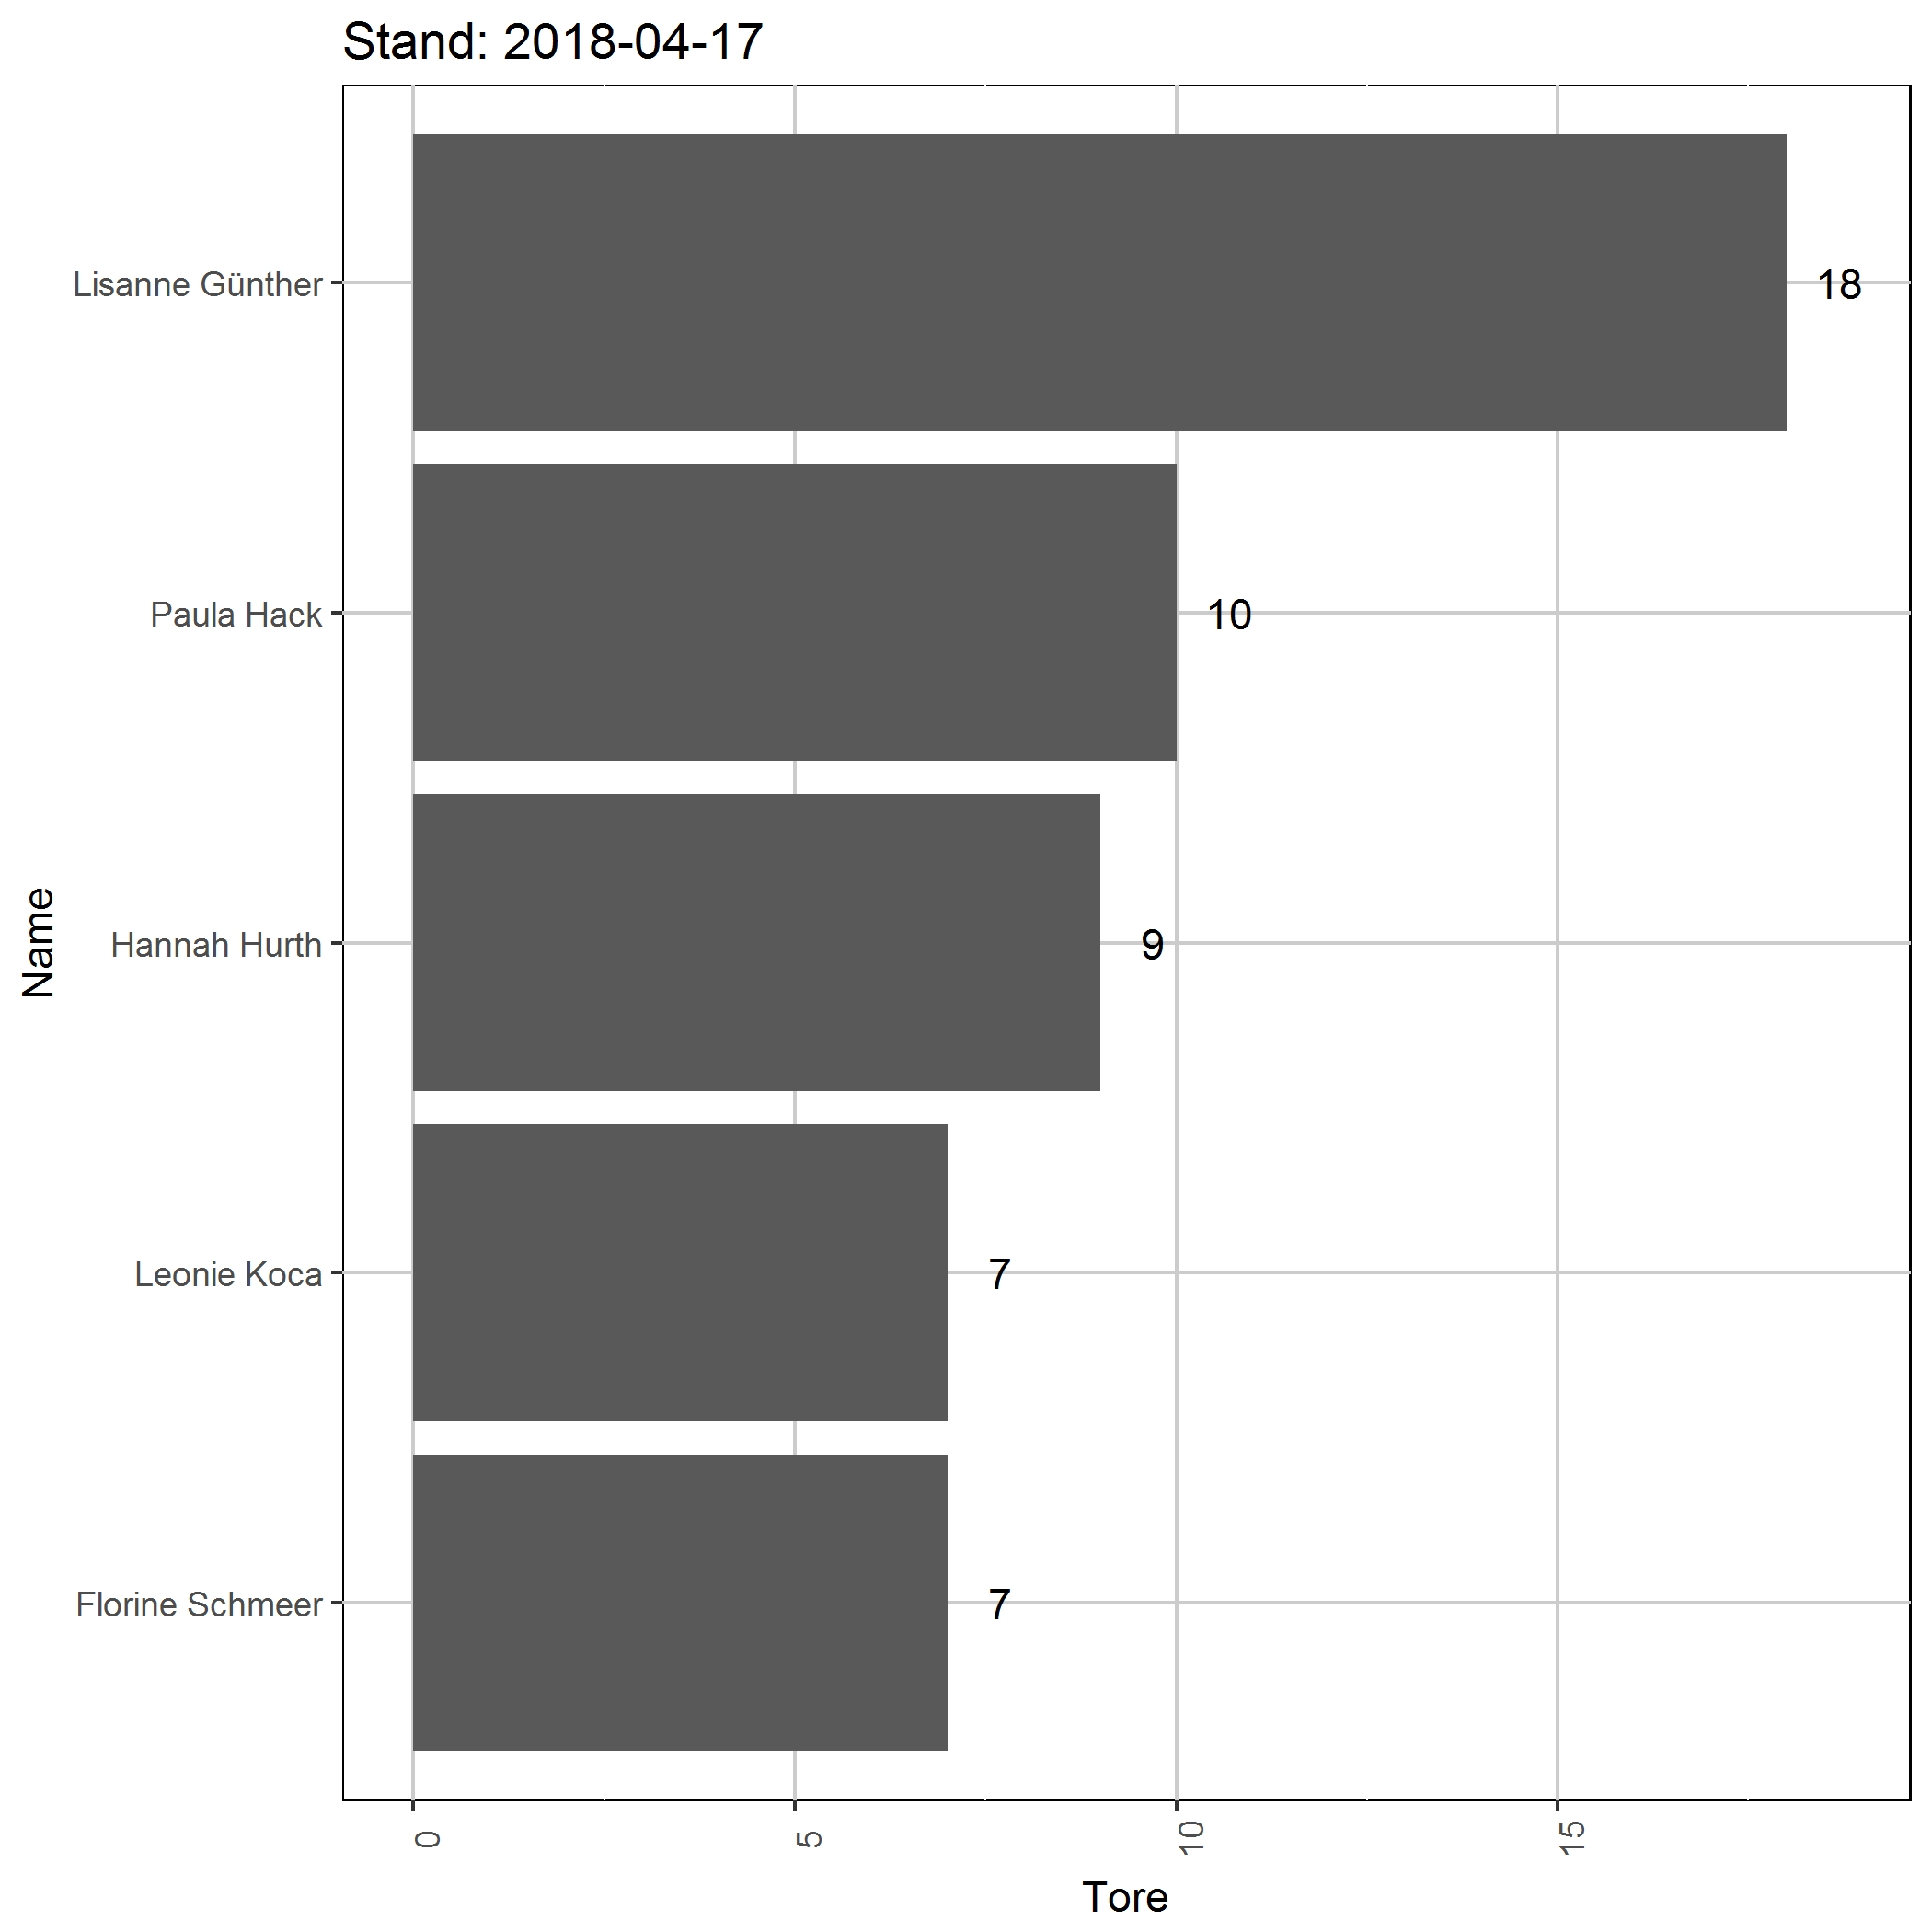 Stand: 2018-04-17
Lisanne Günther
18
Paula Hack
10
Hannah Hurth
9
Leonie Koca
7
Florine Schmeer
7
Name
0
5
10
15
Tore